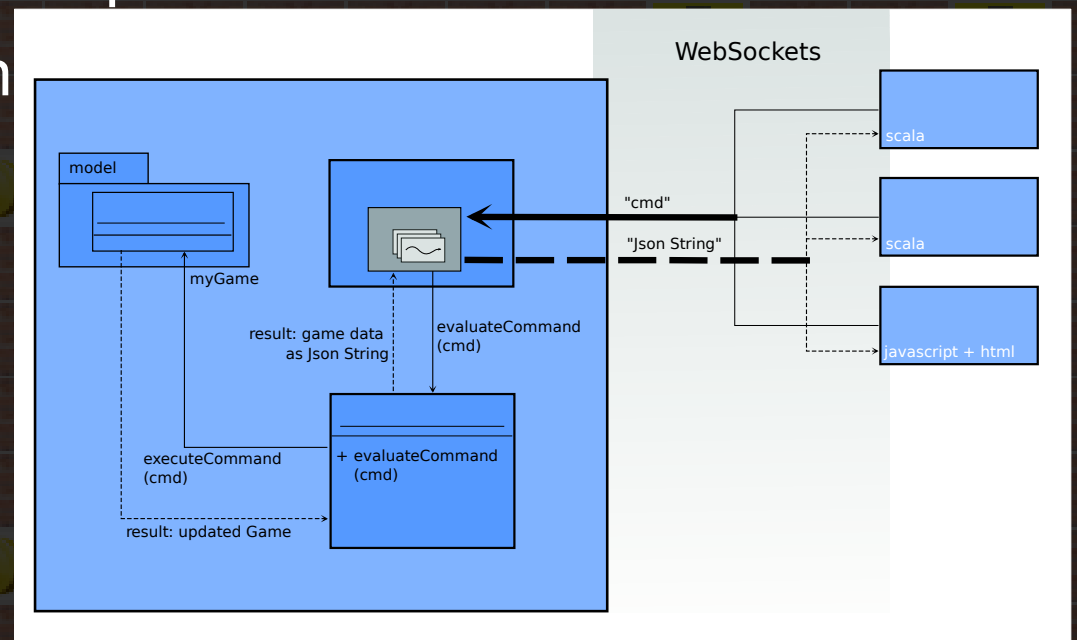 WebSockets
scala
model
"cmd"
scala
"Json String"
myGame
result: game data
as Json String
evaluateCommand
(cmd)
javascript + html
executeCommand
(cmd)
+ evaluateCommand
(cmd)
result: updated Game